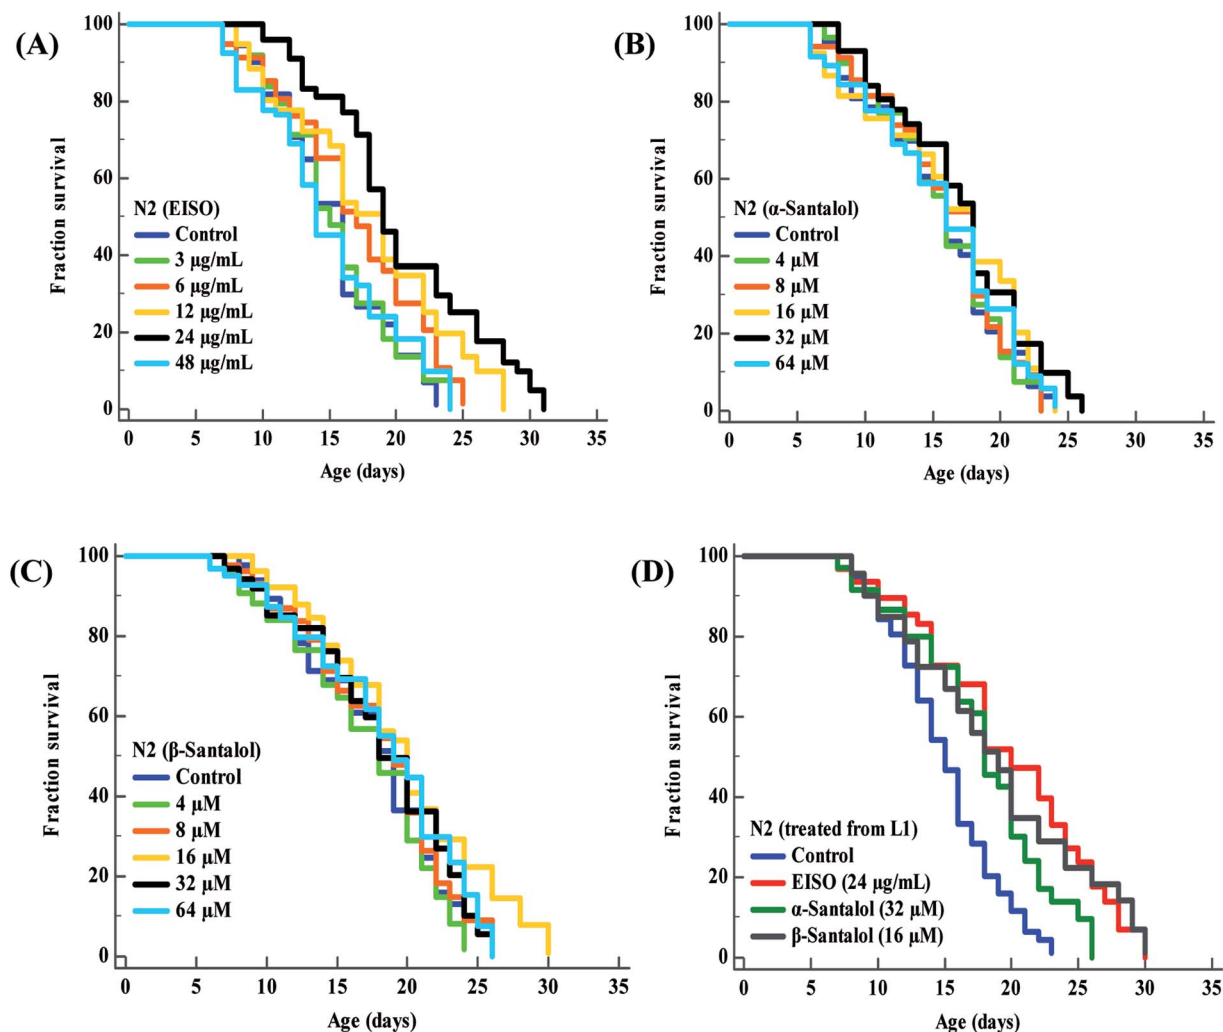 (A)
100
80
60
40
20
0
Fraction survival
N2 (EISO)
Control
3 μg/mL
6 μg/mL
12 μg/mL
24 μg/mL
48 μg/mL
0 5 10 15 20 25 30 35
Age (days)
(B)
100
80
60
40
20
0
Fraction survival
N2 (α-Santalol)
Control
4 μM
8 μM
16 μM
32 μM
64 μM
0 5 10 15 20 25 30 35
Age (days)
(C)
100
80
60
40
20
0
Fraction survival
N2 (β-Santalol)
Control
4 μM
8 μM
16 μM
32 μM
64 μM
0 5 10 15 20 25 30 35
Age (days)
(D)
100
80
60
40
20
0
Fraction survival
N2 (treated from L1)
Control
EISO (24 μg/mL)
α-Santalol (32 μM)
β-Santalol (16 μM)
0 5 10 15 20 25 30 35
Age (days)